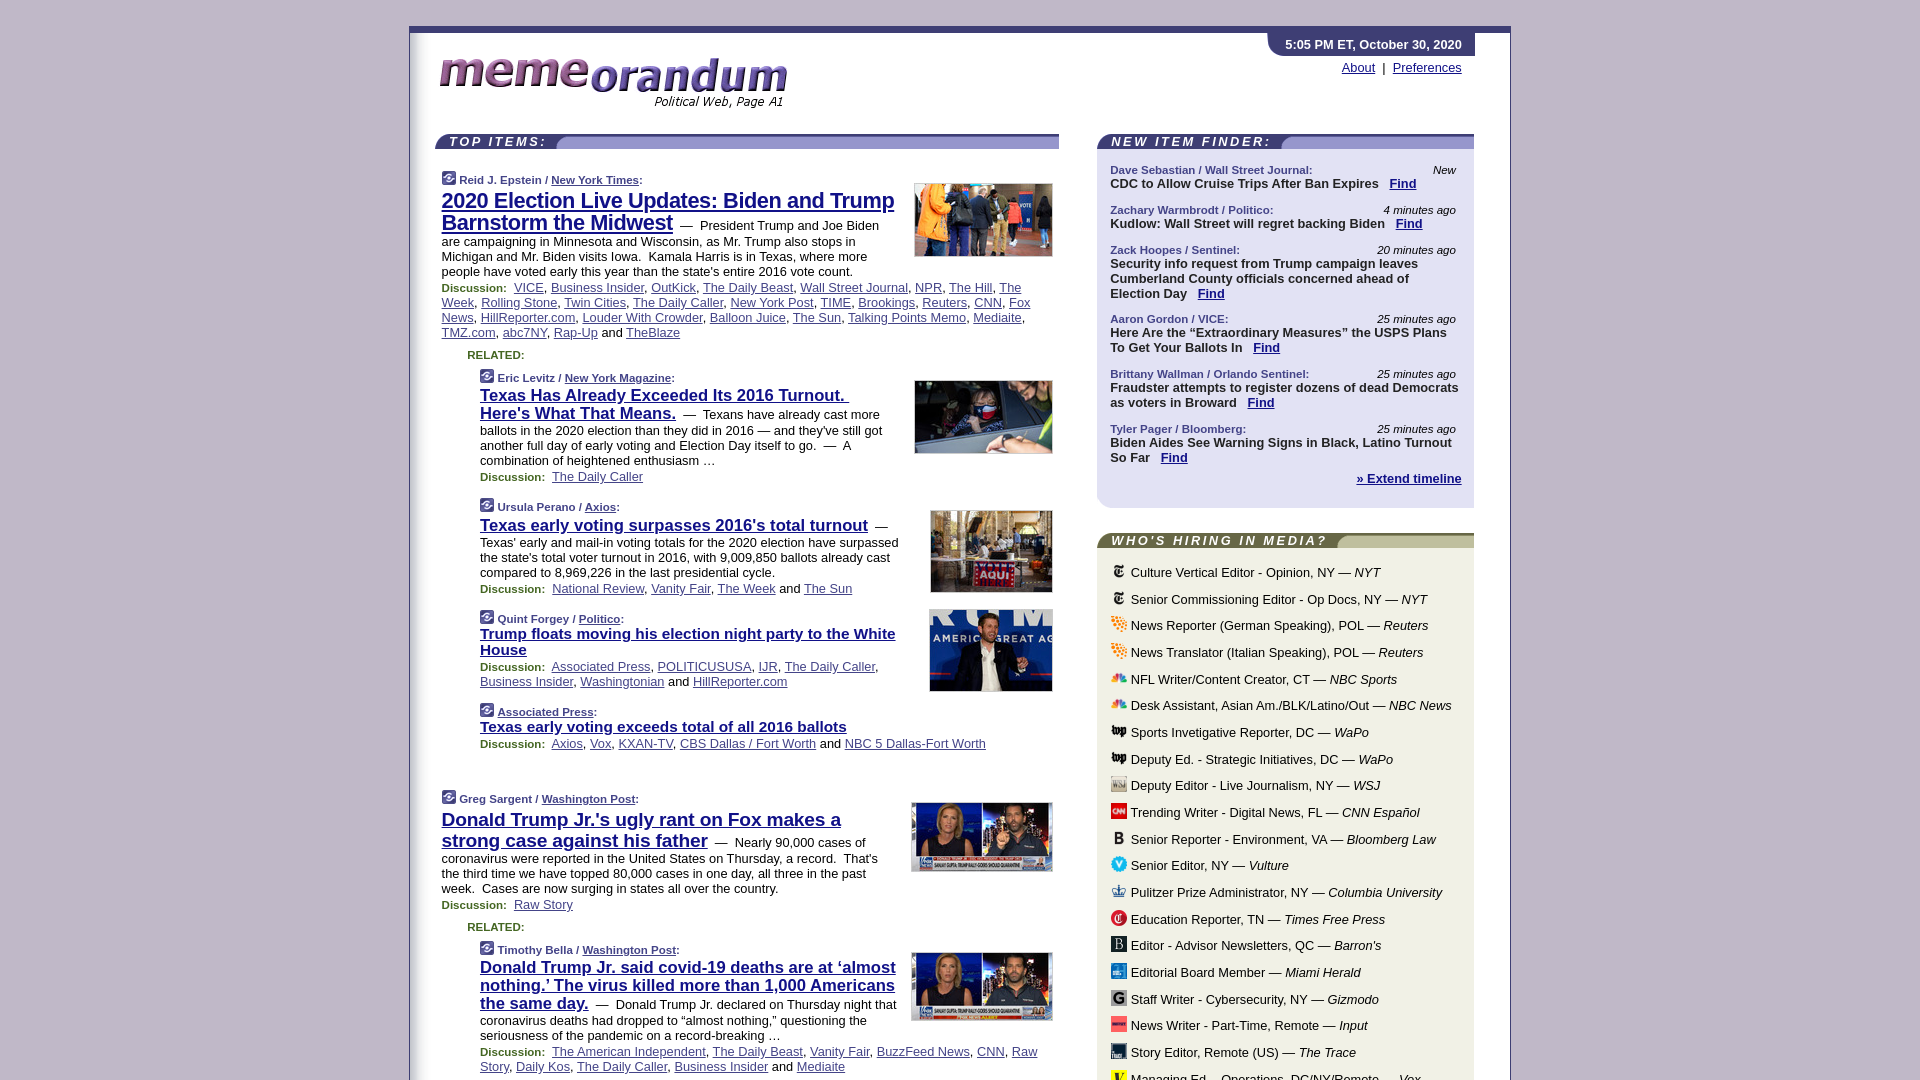 5:05 PM ET, October 30, 2020
memeorandum
About | Preferences
Political Web, Page A1
TOP ITEMS:
Reid J. Epstein / New York Times:
2020 Election Live Updates: Biden and Trump
Barnstorm the Midwest — President Trump and Joe Biden
are campaigning in Minnesota and Wisconsin, as Mr. Trump also stops in
Michigan and Mr. Biden visits Iowa. Kamala Harris is in Texas, where more
people have voted early this year than the state's entire 2016 vote count.
Discussion: VICE, Business Insider, OutKick, The Daily Beast, Wall Street Journal, NPR, The Hill, The
Week, Rolling Stone, Twin Cities, The Daily Caller, New York Post, TIME, Brookings, Reuters, CNN, Fox
News, HillReporter.com, Louder With Crowder, Balloon Juice, The Sun, Talking Points Memo, Mediaite,
TMZ.com, abc7NY, Rap-Up and TheBlaze
RELATED:
Eric Levitz / New York Magazine:
Texas Has Already Exceeded Its 2016 Turnout.
Here's What That Means. — Texans have already cast more
ballots in the 2020 election than they did in 2016 — and they've still got
another full day of early voting and Election Day itself to go. — A
combination of heightened enthusiasm …
Discussion: The Daily Caller
Ursula Perano / Axios:
Texas early voting surpasses 2016's total turnout —
Texas' early and mail-in voting totals for the 2020 election have surpassed
the state's total voter turnout in 2016, with 9,009,850 ballots already cast
compared to 8,969,226 in the last presidential cycle.
Discussion: National Review, Vanity Fair, The Week and The Sun
VOTE
AQUI
HERE
Quint Forgey / Politico:
Trump floats moving his election night party to the White
House
Discussion: Associated Press, POLITICUSUSA, IJR, The Daily Caller,
Business Insider, Washingtonian and HillReporter.com
RUM
AMERIC GREAT AG
Associated Press:
Texas early voting exceeds total of all 2016 ballots
Discussion: Axios, Vox, KXAN-TV, CBS Dallas / Fort Worth and NBC 5 Dallas-Fort Worth
Greg Sargent / Washington Post:
Donald Trump Jr.'s ugly rant on Fox makes a
strong case against his father — Nearly 90,000 cases of
coronavirus were reported in the United States on Thursday, a record. That's
the third time we have topped 80,000 cases in one day, all three in the past
week. Cases are now surging in states all over the country.
Discussion: Raw Story
SANJAY GUPTA: TRUMP RALLY-GOERS SHOULD QUARANTINE
RELATED:
Timothy Bella / Washington Post:
Donald Trump Jr. said covid-19 deaths are at ‘almost
nothing.’ The virus killed more than 1,000 Americans
the same day. — Donald Trump Jr. declared on Thursday night that
coronavirus deaths had dropped to “almost nothing,” questioning the
seriousness of the pandemic on a record-breaking …
Discussion: The American Independent, The Daily Beast, Vanity Fair, BuzzFeed News, CNN, Raw
Story, Daily Kos, The Daily Caller, Business Insider and Mediaite
SANJAY GUPTA: TRUMP RALLY-GOERS SHOULD QUARANTINE
NEW ITEM FINDER:
Dave Sebastian / Wall Street Journal: New
CDC to Allow Cruise Trips After Ban Expires Find
Zachary Warmbrodt / Politico: 4 minutes ago
Kudlow: Wall Street will regret backing Biden Find
Zack Hoopes / Sentinel: 20 minutes ago
Security info request from Trump campaign leaves
Cumberland County officials concerned ahead of
Election Day Find
Aaron Gordon / VICE: 25 minutes ago
Here Are the “Extraordinary Measures” the USPS Plans
To Get Your Ballots In Find
Brittany Wallman / Orlando Sentinel: 25 minutes ago
Fraudster attempts to register dozens of dead Democrats
as voters in Broward Find
Tyler Pager / Bloomberg: 25 minutes ago
Biden Aides See Warning Signs in Black, Latino Turnout
So Far Find
» Extend timeline
WHO'S HIRING IN MEDIA?
Culture Vertical Editor - Opinion, NY — NYT
Senior Commissioning Editor - Op Docs, NY — NYT
News Reporter (German Speaking), POL — Reuters
News Translator (Italian Speaking), POL — Reuters
NFL Writer/Content Creator, CT — NBC Sports
Desk Assistant, Asian Am./BLK/Latino/Out — NBC News
Sports Invetigative Reporter, DC — WaPo
Deputy Ed. - Strategic Initiatives, DC — WaPo
Deputy Editor - Live Journalism, NY — WSJ
Trending Writer - Digital News, FL — CNN Español
Senior Reporter - Environment, VA — Bloomberg Law
Senior Editor, NY — Vulture
Pulitzer Prize Administrator, NY — Columbia University
Education Reporter, TN — Times Free Press
Editor - Advisor Newsletters, QC — Barron's
Editorial Board Member — Miami Herald
Staff Writer - Cybersecurity, NY — Gizmodo
News Writer - Part-Time, Remote — Input
Story Editor, Remote (US) — The Trace
Managing Ed. - Operations, DC/NY/Remote — Vox